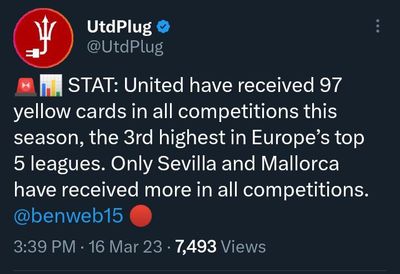 UtdPlug
@UtdPlug
🚨📊 STAT: United have received 97
yellow cards in all competitions this
season, the 3rd highest in Europe’s top
5 leagues. Only Sevilla and Mallorca
have received more in all competitions.
@benweb15 🔴
3:39 PM · 16 Mar 23 · 7,493 Views